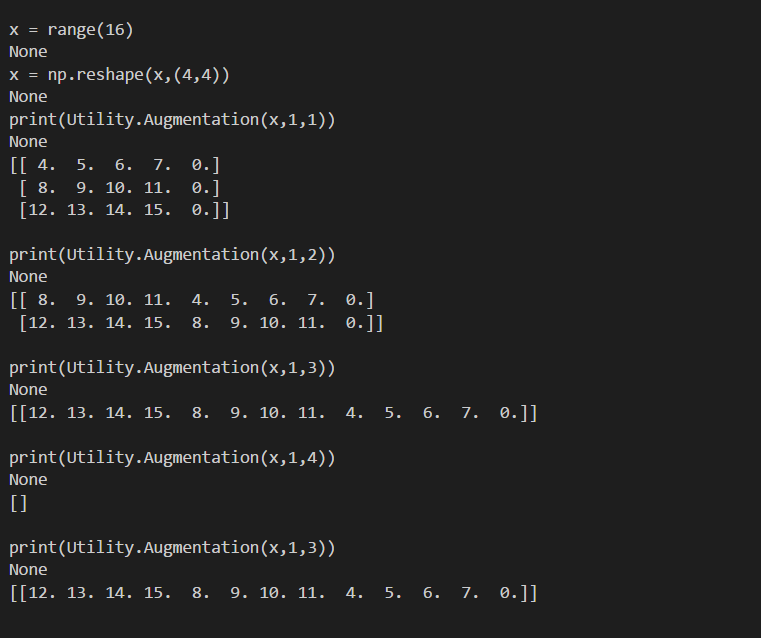 x = range(16)
None
x = np.reshape(x,(4,4))
None
print(Utility.Augmentation(x,1,1))
None
[[ 4.  5.  6.  7.  0.]
 [ 8.  9. 10. 11.  0.]
 [12. 13. 14. 15.  0.]]
print(Utility.Augmentation(x,1,2))
None
[[ 8.  9. 10. 11.  4.  5.  6.  7.  0.]
 [12. 13. 14. 15.  8.  9. 10. 11.  0.]]
print(Utility.Augmentation(x,1,3))
None
[[12. 13. 14. 15.  8.  9. 10. 11.  4.  5.  6.  7.  0.]]
print(Utility.Augmentation(x,1,4))
None
[]
print(Utility.Augmentation(x,1,3))
None
[[12. 13. 14. 15.  8.  9. 10. 11.  4.  5.  6.  7.  0.]]